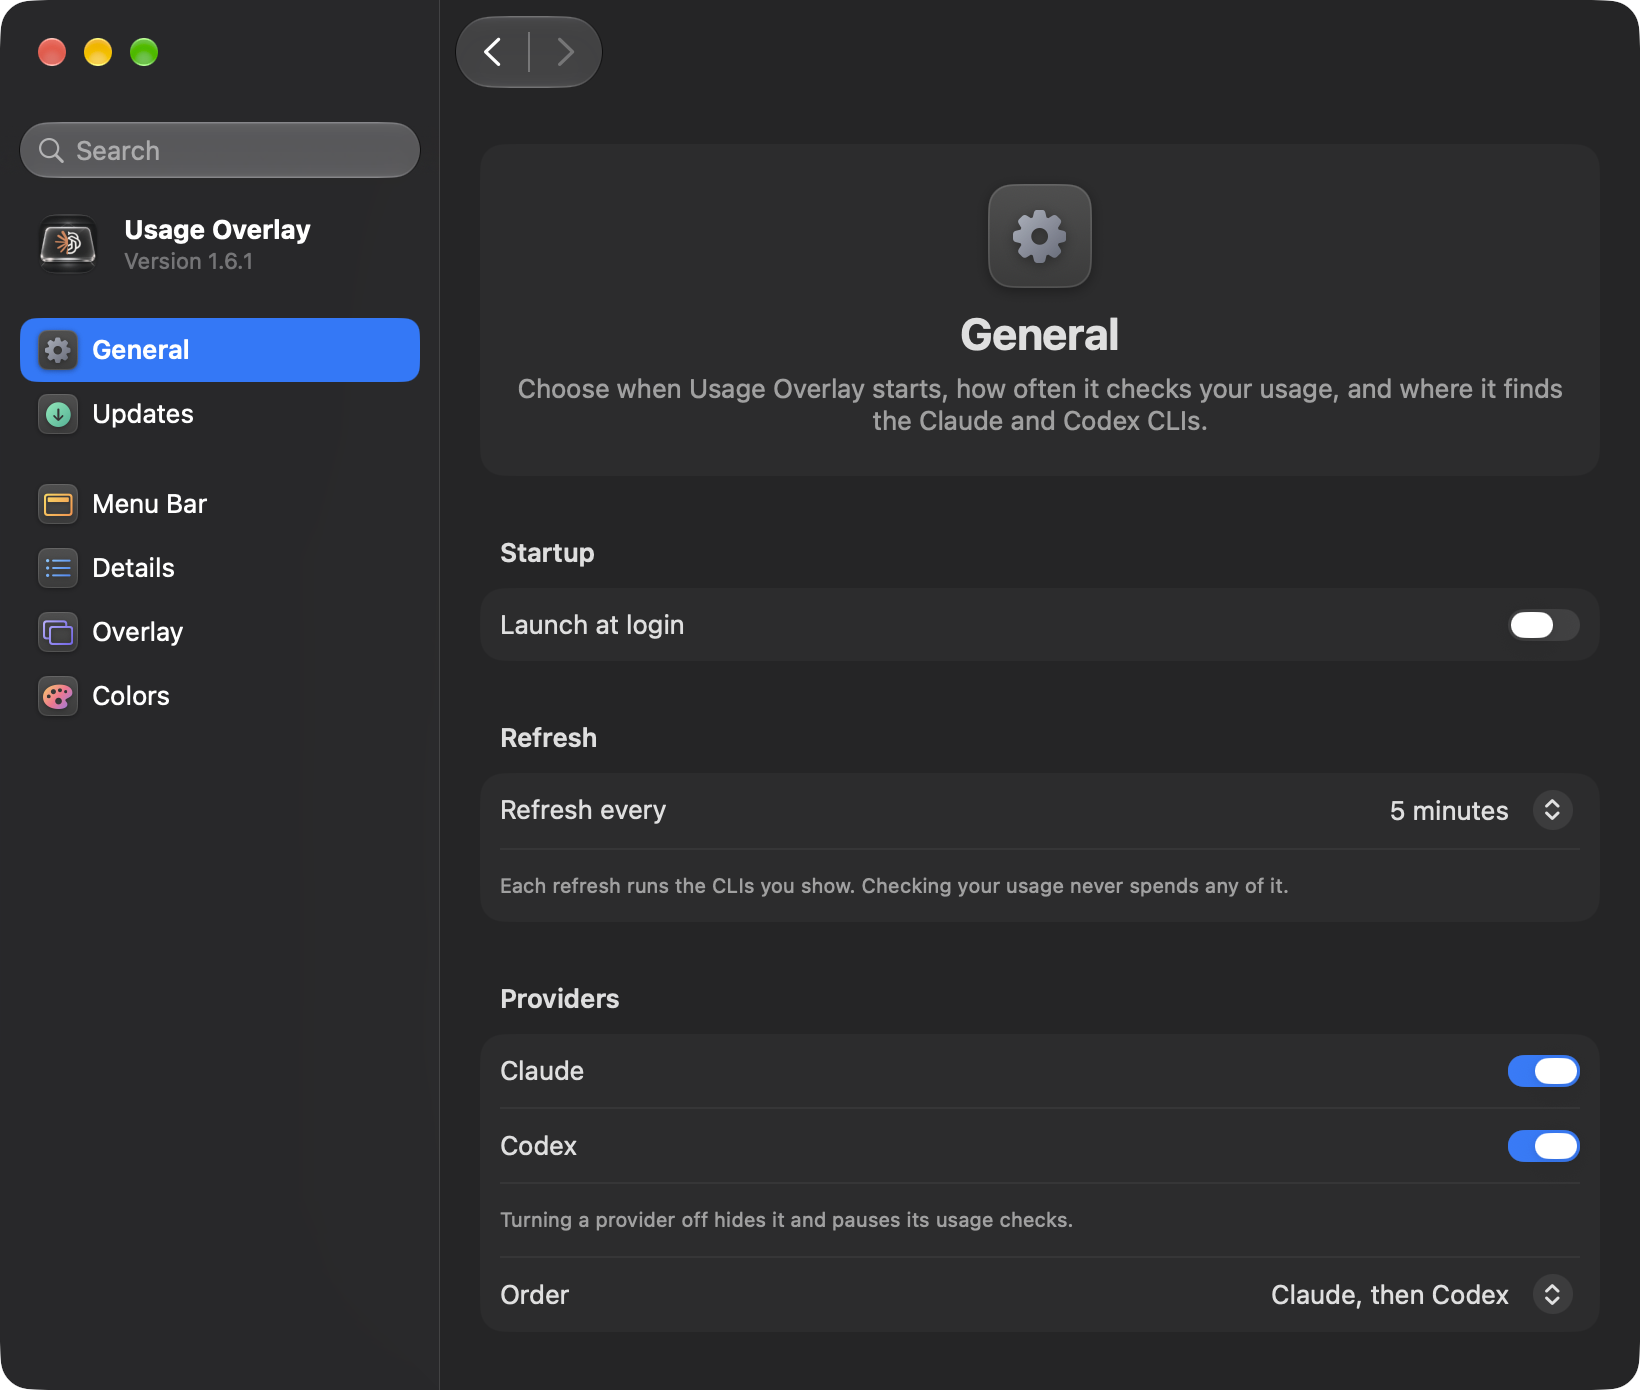 Search
Usage Overlay
Version 1.6.1
General
Updates
Menu Bar
Details
Overlay
Colors
General
Choose when Usage Overlay starts, how often it checks your usage, and where it finds
the Claude and Codex CLIs.
Startup
Launch at login
Refresh
Refresh every
5 minutes
Each refresh runs the CLIs you show. Checking your usage never spends any of it.
Providers
Claude
Codex
Turning a provider off hides it and pauses its usage checks.
Order
Claude, then Codex